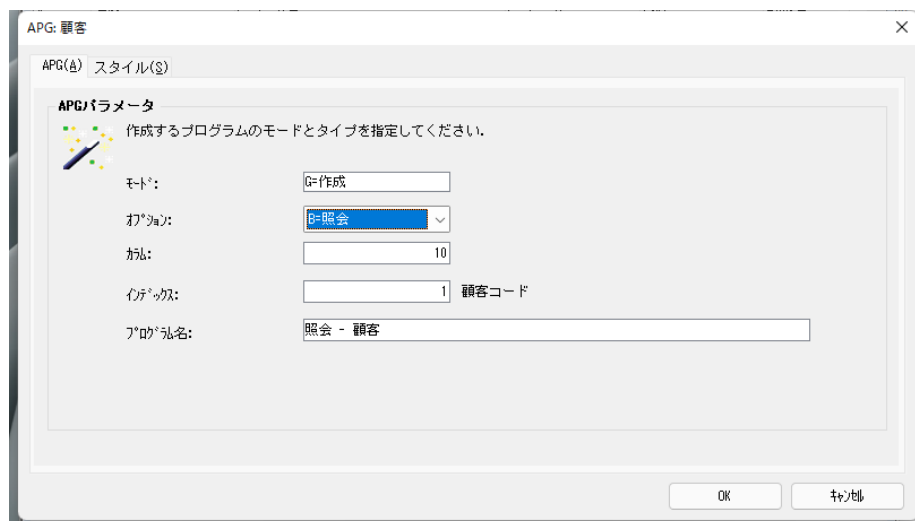 APG: 顧客
APG(A) スタイル(S)
APGパラメータ
作成するプログラムのモードとタイプを指定してください.
ﾓｰﾄﾞ: G=作成
ｵﾌﾟｼｮﾝ: B=照会
ｶﾗﾑ: 10
ｲﾝﾃﾞｯｸｽ: 1 顧客コード
ﾌﾟﾛｸﾞﾗﾑ名: 照会 - 顧客
OK ｷｬﾝｾﾙ